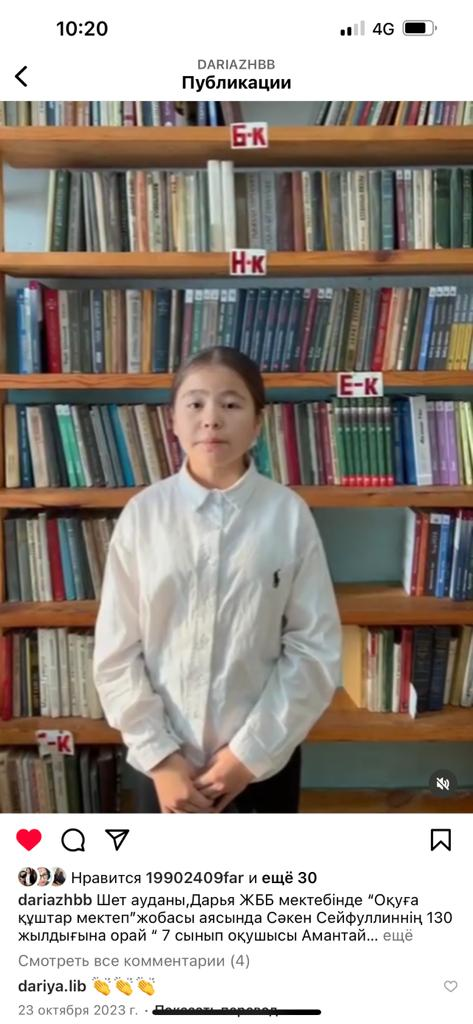 10:20
4G
DARIAZHBB
Публикации
Б-К
Н-К
Е-К
-К
Нравится 19902409far и ещё 30
dariazhbb Шет ауданы,Дарья ЖББ мектебінде “Оқуға
құштар мектеп”жобасы аясында Сәкен Сейфуллиннің 130
жылдығына орай “ 7 сынып оқушысы Амантай... ещё
Смотреть все комментарии (4)
dariya.lib 👏👏👏
23 октября 2023 г. · Показать перевод